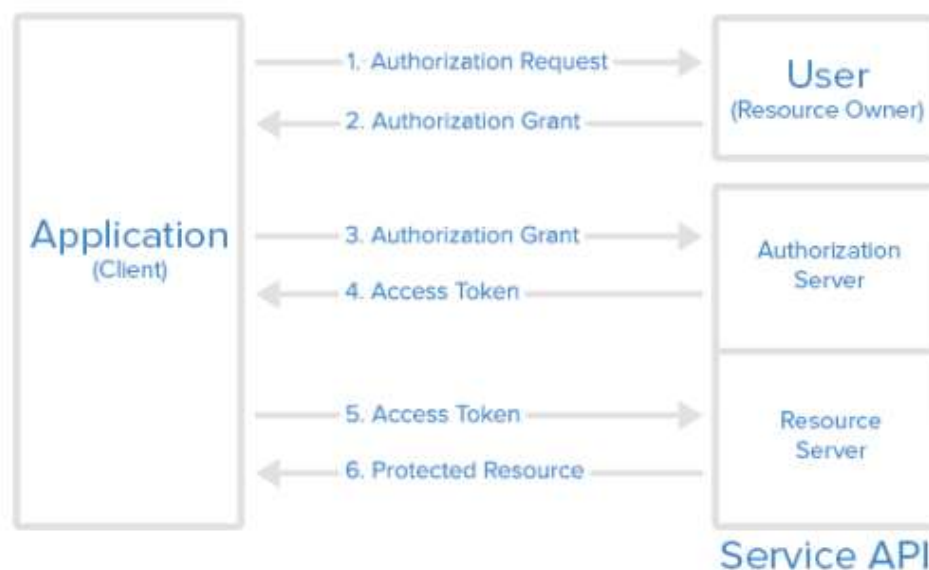 1. Authorization Request
User
(Resource Owner)
2. Authorization Grant
Application
(Client)
3. Authorization Grant
Authorization
Server
4. Access Token
5. Access Token
Resource
Server
6. Protected Resource
Service API